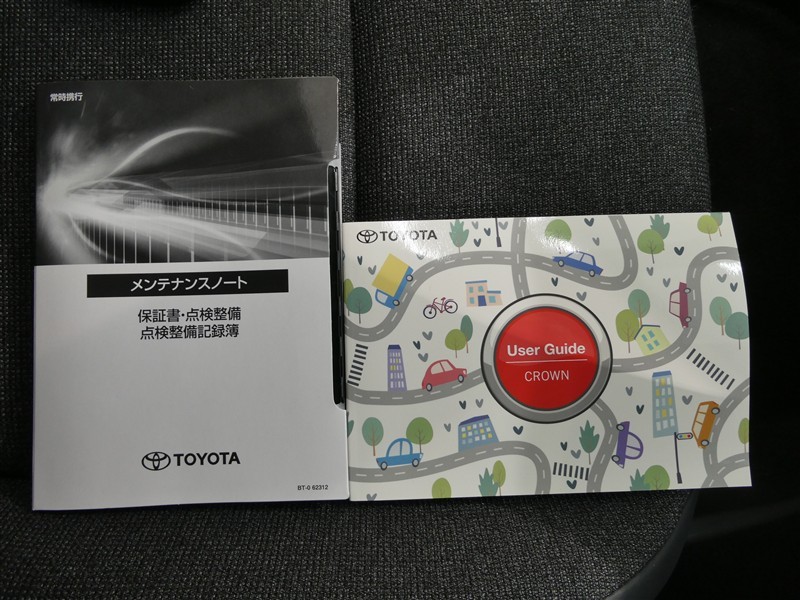 常時携行
メンテナンスノート
保証書・点検整備
点検整備記録簿
TOYOTA
BT-0 62312
TOYOTA
User Guide
CROWN